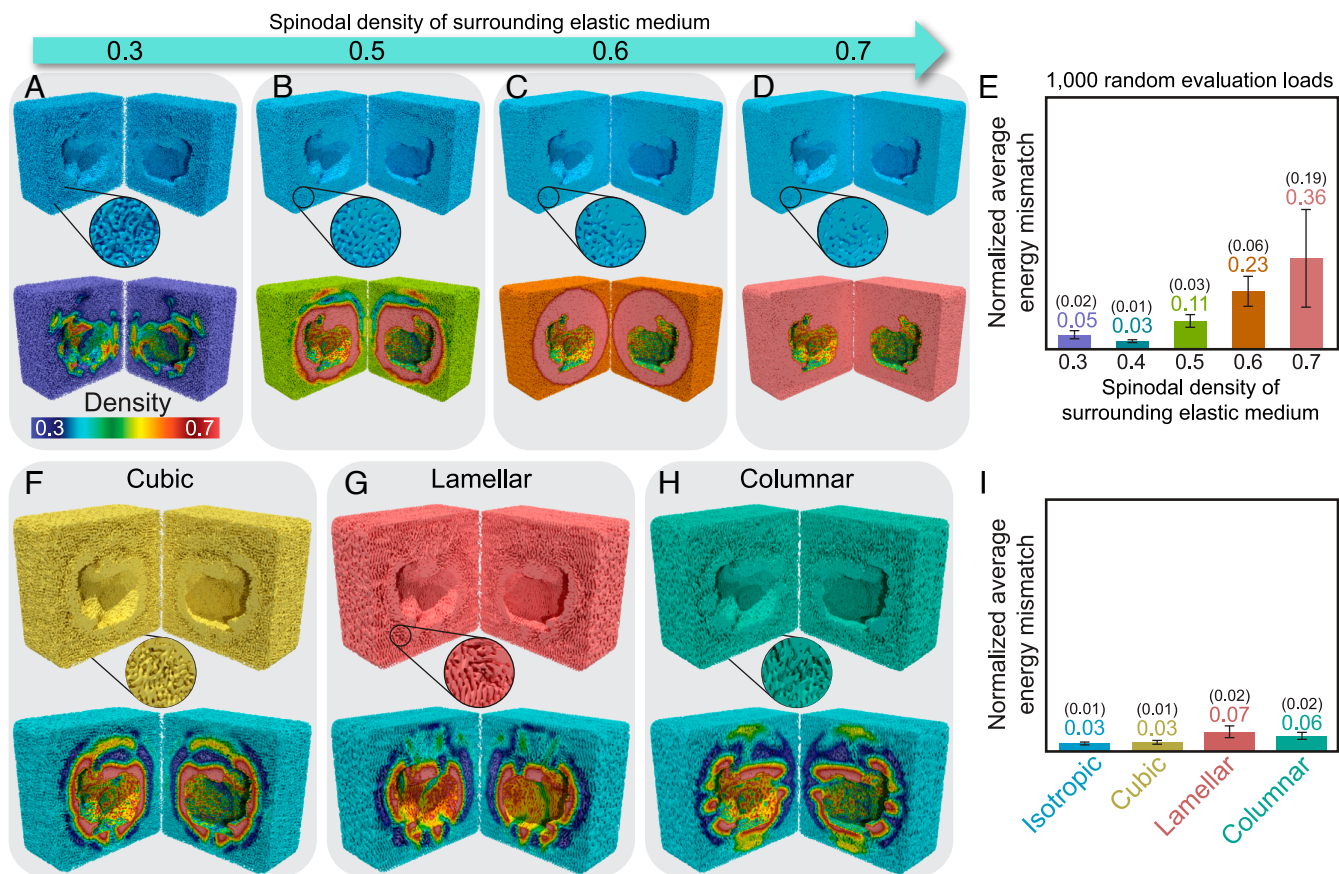 Spinodal density of surrounding elastic medium
0.3 0.5 0.6 0.7
A B C D E
1,000 random evaluation loads
Normalized average
energy mismatch
(0.02) (0.01) (0.03) (0.06) (0.19)
0.05 0.03 0.11 0.23 0.36
0.3 0.4 0.5 0.6 0.7
Spinodal density of
surrounding elastic medium
Density
0.3 0.7
F Cubic
G Lamellar
H Columnar
I
Normalized average
energy mismatch
(0.01) (0.01) (0.02) (0.02)
0.03 0.03 0.07 0.06
Isotropic
Cubic
Lamellar
Columnar